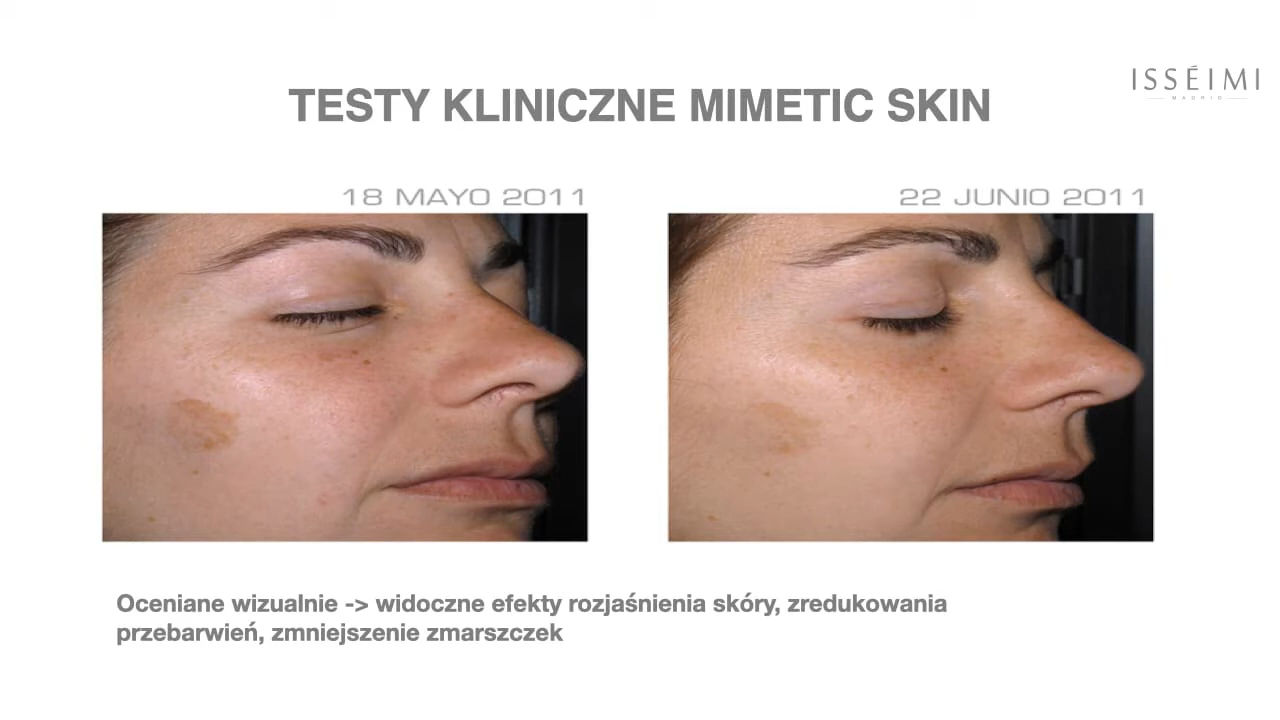 ISSÉIMI
MADRID
TESTY KLINICZNE MIMETIC SKIN
18 MAYO 2011
22 JUNIO 2011
Oceniane wizualnie -> widoczne efekty rozjaśnienia skóry, zredukowania
przebarwień, zmniejszenie zmarszczek